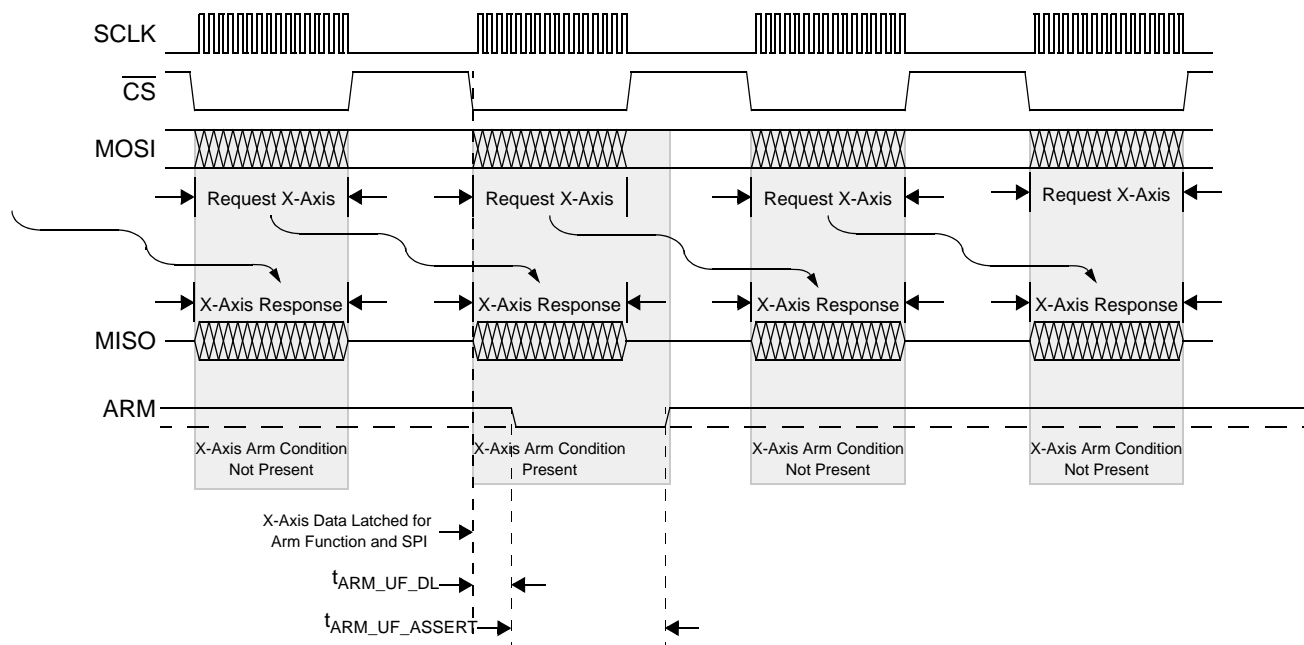 SCLK
CS
MOSI
Request X-Axis
Request X-Axis
Request X-Axis
Request X-Axis
X-Axis Response
X-Axis Response
X-Axis Response
X-Axis Response
MISO
ARM
X-Axis Arm Condition
Not Present
X-Axis Arm Condition
Present
X-Axis Arm Condition
Not Present
X-Axis Arm Condition
Not Present
X-Axis Data Latched for
Arm Function and SPI
tARM_UF_DL
tARM_UF_ASSERT